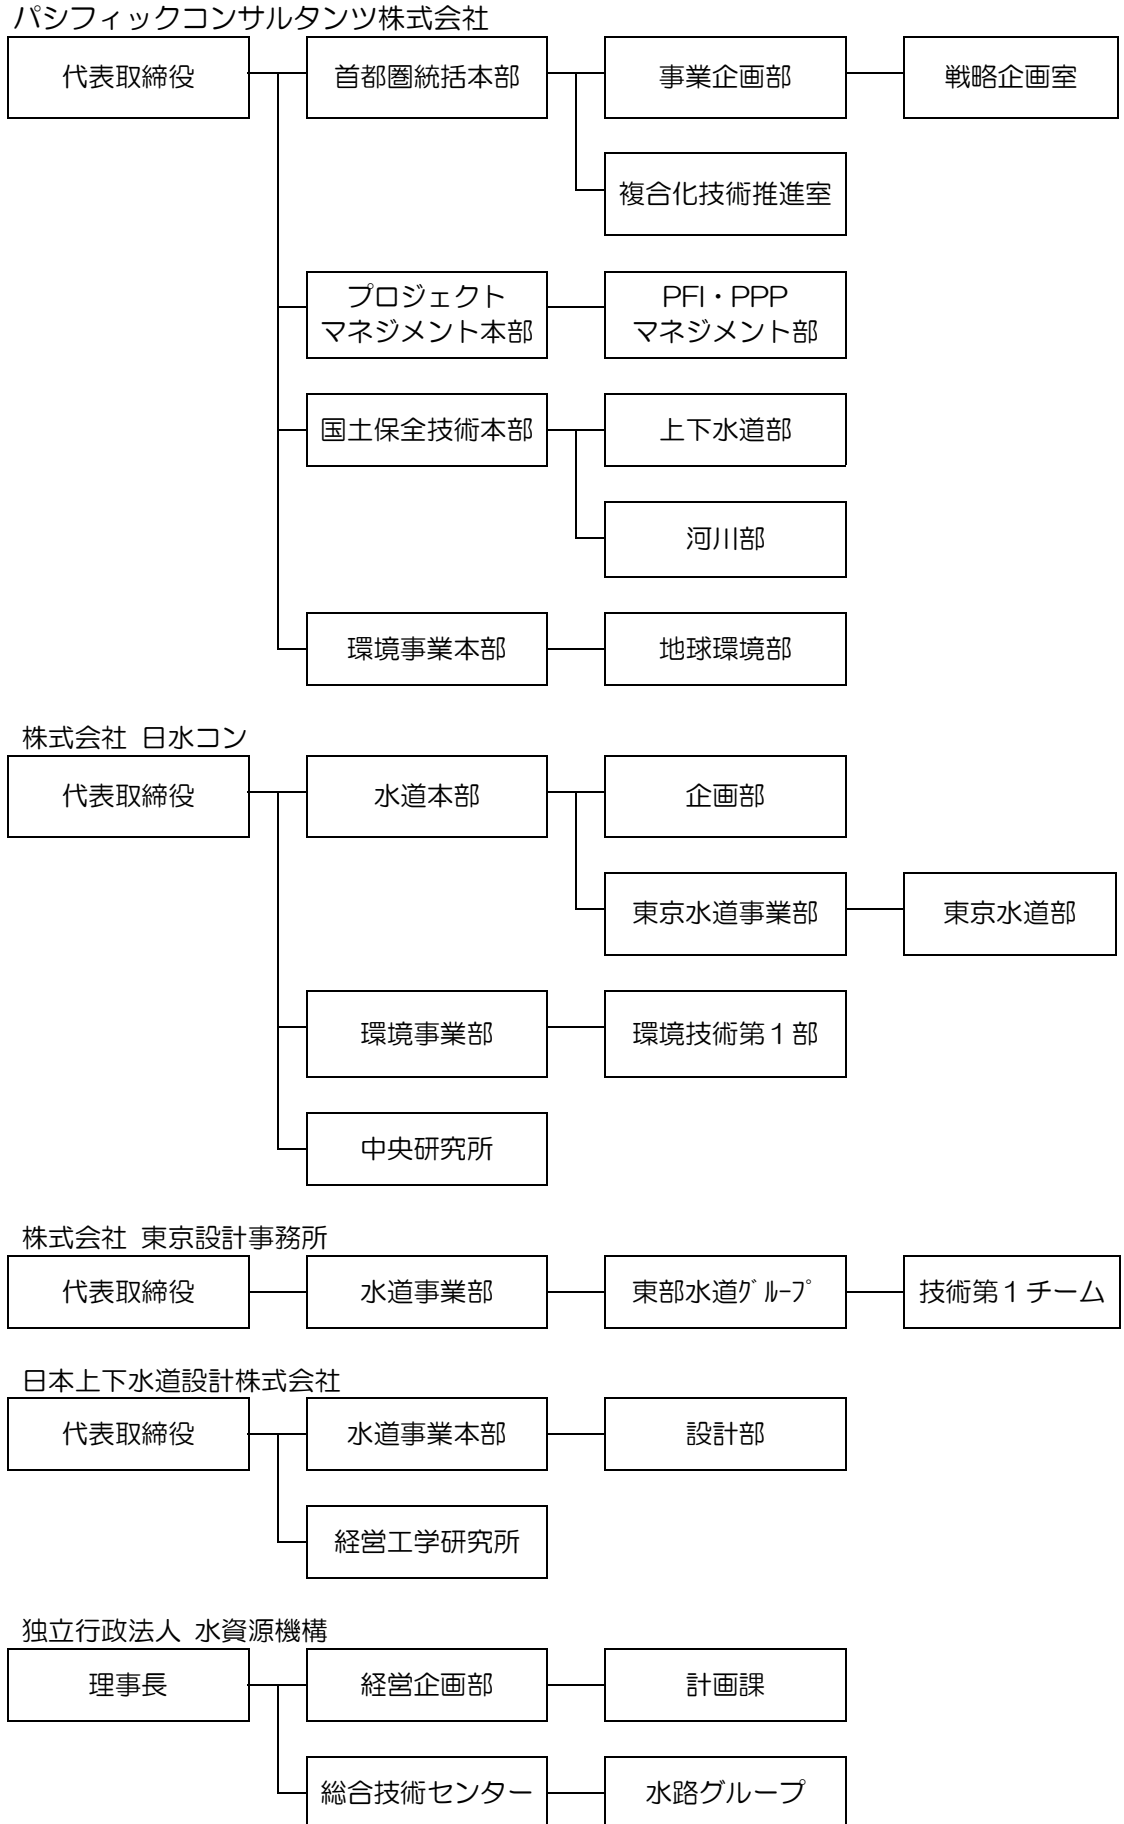 パシフィックコンサルタンツ株式会社
代表取締役
首都圏統括本部
事業企画部
戦略企画室
複合化技術推進室
プロジェクト
マネジメント本部
PFI・PPP
マネジメント部
国土保全技術本部
上下水道部
河川部
環境事業本部
地球環境部
株式会社 日水コン
代表取締役
水道本部
企画部
東京水道事業部
東京水道部
環境事業部
環境技術第１部
中央研究所
株式会社 東京設計事務所
代表取締役
水道事業部
東部水道ｸﾞﾙｰﾌﾟ
技術第１チーム
日本上下水道設計株式会社
代表取締役
水道事業本部
設計部
経営工学研究所
独立行政法人 水資源機構
理事長
経営企画部
計画課
総合技術センター
水路グループ